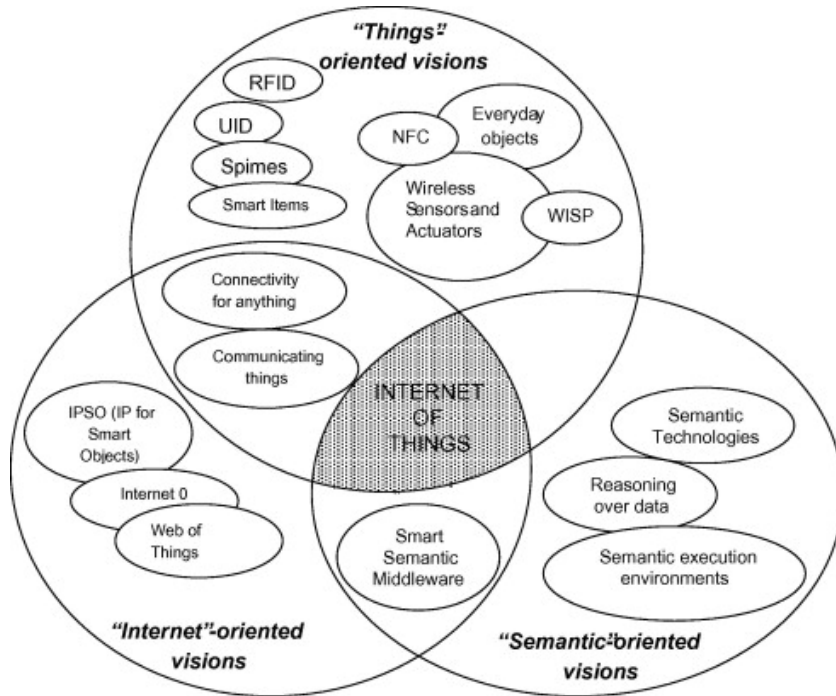 “Things”-
oriented visions
RFID
UID
Spimes
Smart Items
NFC
Everyday
objects
Wireless
Sensors and
Actuators
WISP
Connectivity
for anything
Communicating
things
INTERNET
OF
THINGS
IPSO (IP for
Smart
Objects)
Internet 0
Web of
Things
Semantic
Technologies
Reasoning
over data
Semantic execution
environments
Smart
Semantic
Middleware
“Internet”-oriented
visions
“Semantic”-oriented
visions